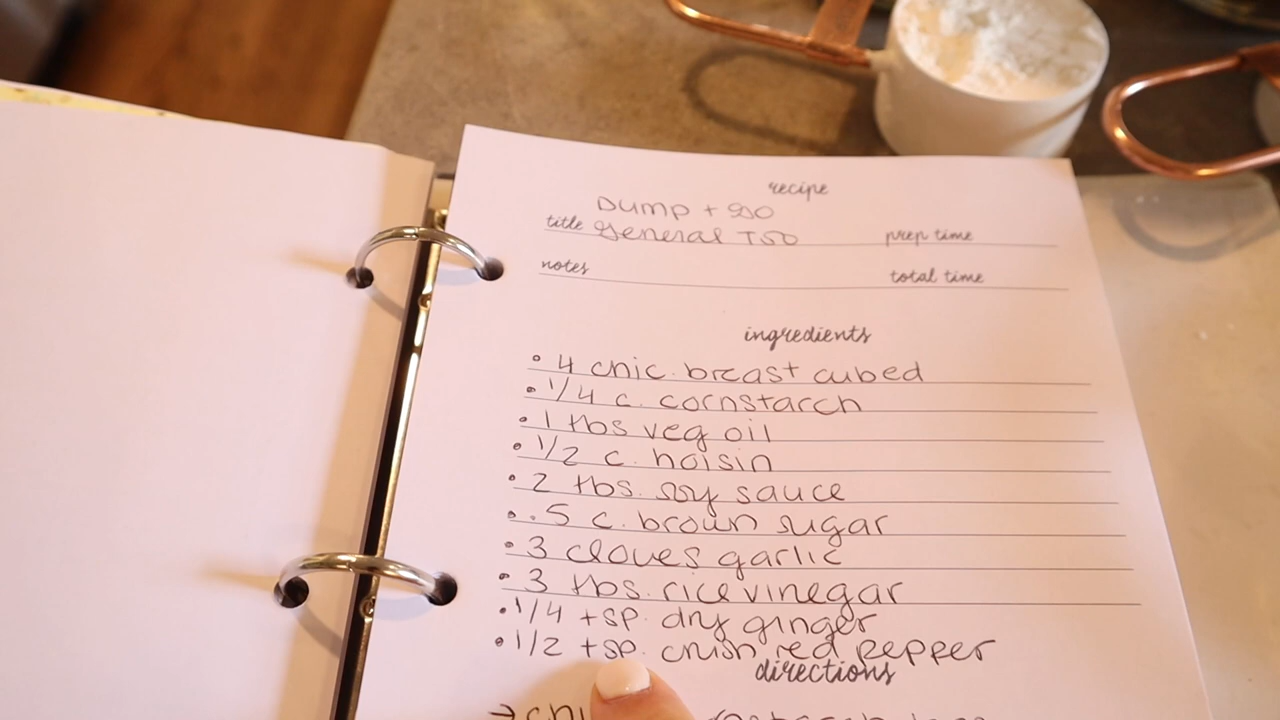 recipe
Dump + go
title General Tso prep time
notes total time
ingredients
• 4 chic. breast cubed
• 1/4 c. cornstarch
• 1 tbs veg oil
• 1/2 c. hoisin
• 2 tbs. soy sauce
• .5 c. brown sugar
• 3 cloves garlic
• 3 tbs. rice vinegar
• 1/4 tsp. dry ginger
• 1/2 tsp. crush red pepper
directions